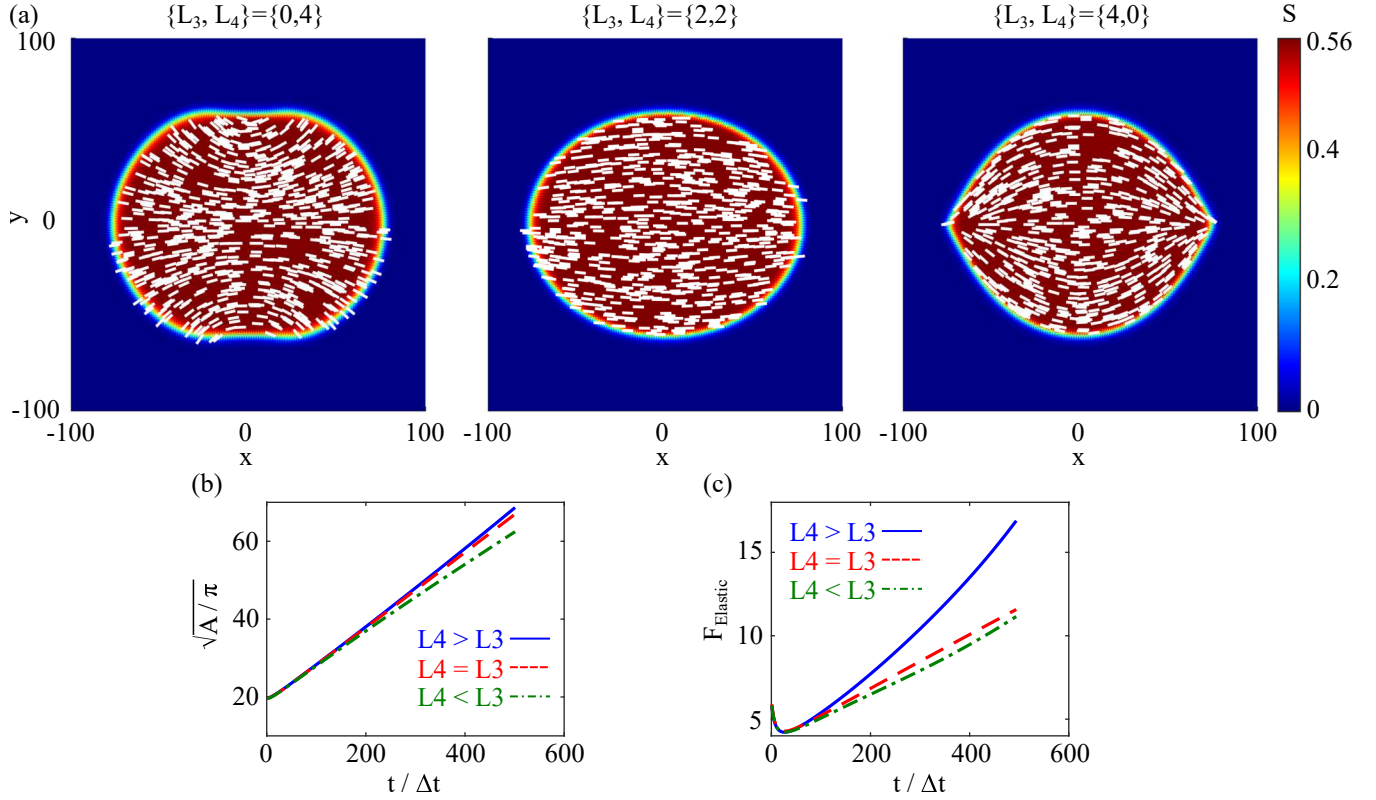 (a)
{L₃, L₄}={0,4}
{L₃, L₄}={2,2}
{L₃, L₄}={4,0}
S
100
0
-100
y
-100 0 100
x
-100 0 100
x
-100 0 100
x
0.56
0.4
0.2
0
(b)
60
40
20
√A / π
L4 > L3
L4 = L3
L4 < L3
0 200 400 600
t / Δt
(c)
15
10
5
F_Elastic
L4 > L3
L4 = L3
L4 < L3
0 200 400 600
t / Δt